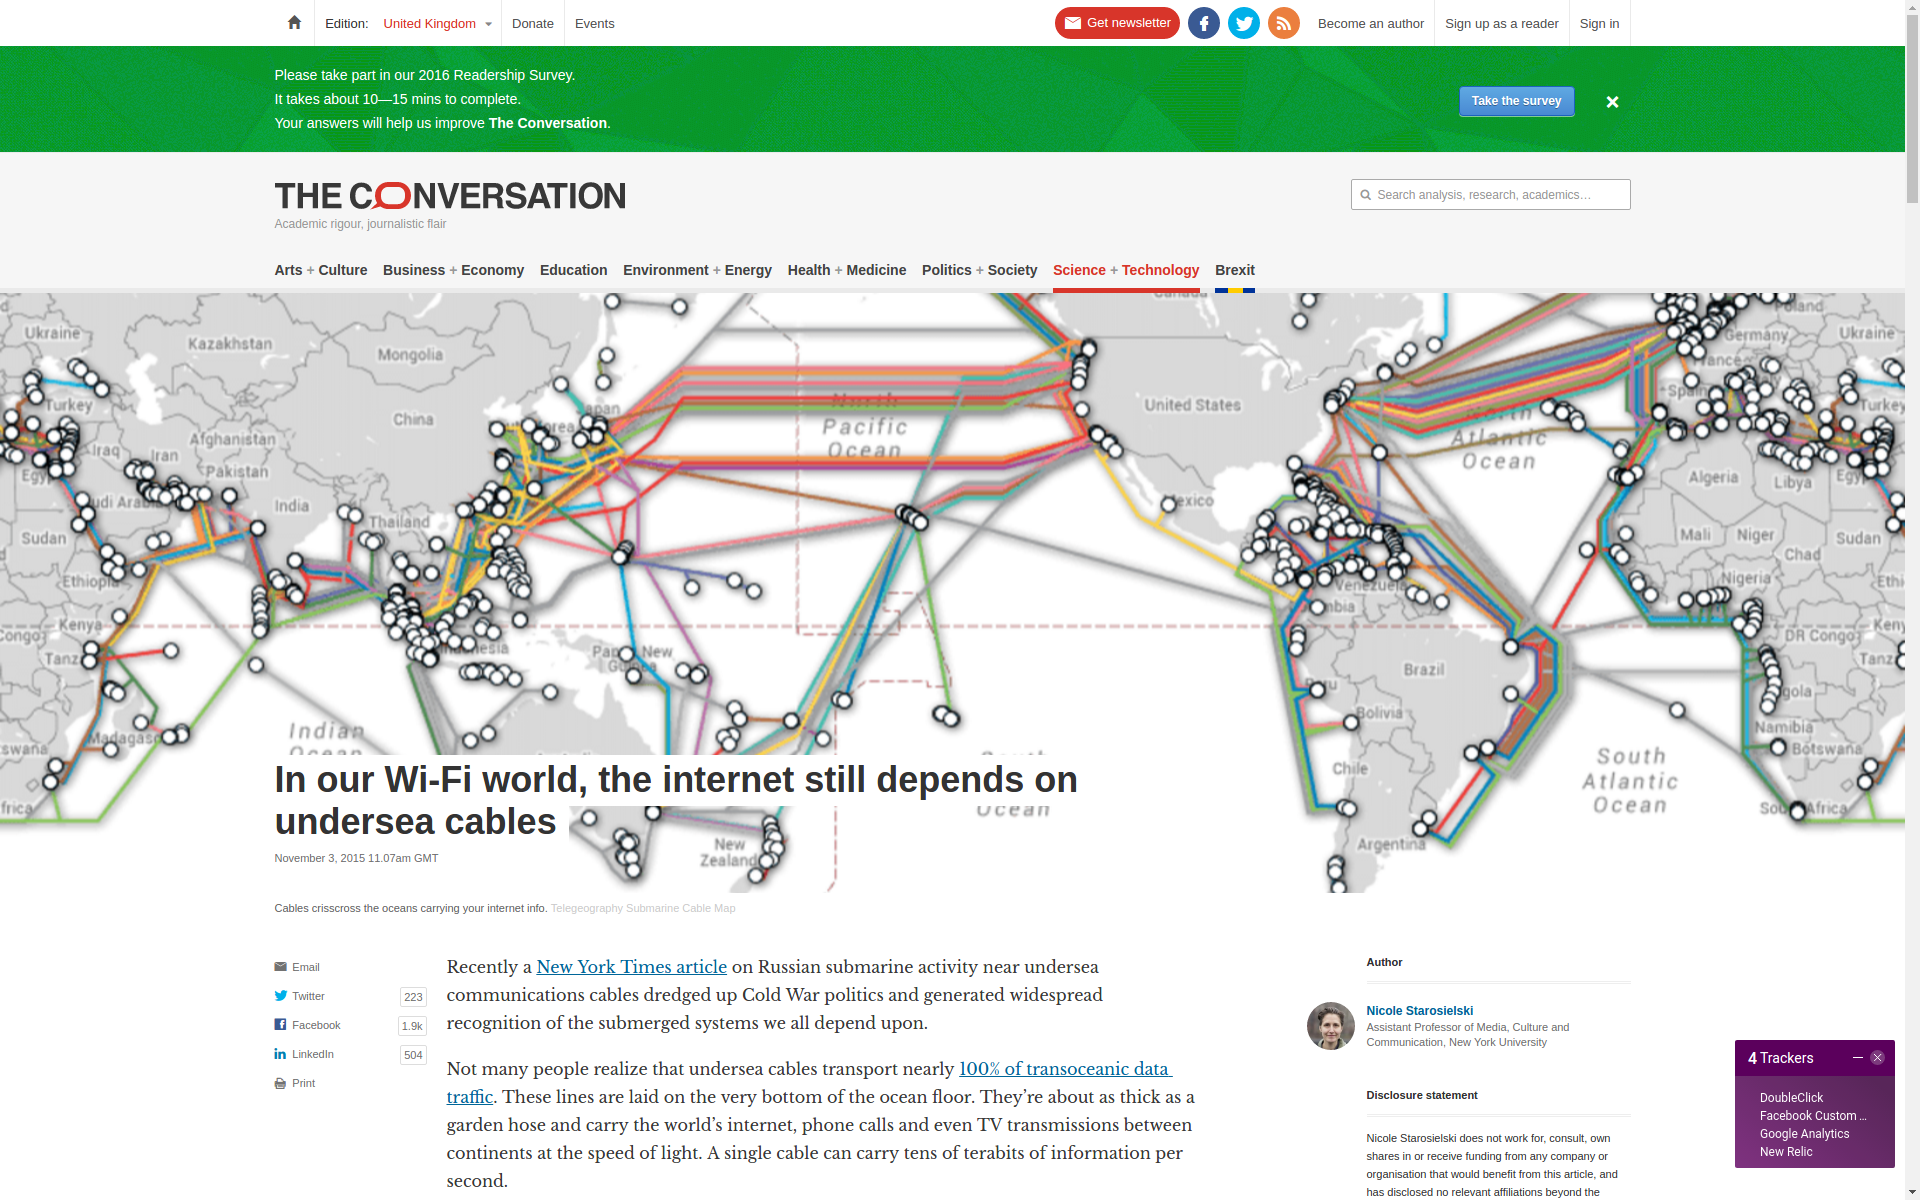 Edition: United Kingdom
Donate
Events
Get newsletter
Become an author
Sign up as a reader
Sign in
Please take part in our 2016 Readership Survey.
It takes about 10—15 mins to complete.
Your answers will help us improve The Conversation.
Take the survey
THE CONVERSATION
Academic rigour, journalistic flair
Search analysis, research, academics…
Arts + Culture
Business + Economy
Education
Environment + Energy
Health + Medicine
Politics + Society
Science + Technology
Brexit
Canada
Ukraine
Kazakhstan
Mongolia
Poland
Germany
Ukraine
France
Spain
Turkey
China
Japan
North
Pacific
Ocean
United States
North
Atlantic
Ocean
Turkey
Afghanistan
Iraq
Iran
Pakistan
India
Thailand
Mexico
Algeria
Libya
Sudan
Ethiopia
Mali
Niger
Chad
Sudan
Nigeria
Venezuela
Kenya
Congo
Papua New
Guinea
Brazil
DR Congo
Peru
Bolivia
Indian
Ocean
Madagasc
Namibia
Botswana
Chile
South
Atlantic
Ocean
South Africa
Argentina
New
Zealand
Ocean
In our Wi-Fi world, the internet still depends on
undersea cables
November 3, 2015 11.07am GMT
Cables crisscross the oceans carrying your internet info. Telegeography Submarine Cable Map
Email
Twitter 223
Facebook 1.9k
LinkedIn 504
Print
Recently a New York Times article on Russian submarine activity near undersea
communications cables dredged up Cold War politics and generated widespread
recognition of the submerged systems we all depend upon.
Not many people realize that undersea cables transport nearly 100% of transoceanic data
traffic. These lines are laid on the very bottom of the ocean floor. They’re about as thick as a
garden hose and carry the world’s internet, phone calls and even TV transmissions between
continents at the speed of light. A single cable can carry tens of terabits of information per
second.
Author
Nicole Starosielski
Assistant Professor of Media, Culture and
Communication, New York University
Disclosure statement
Nicole Starosielski does not work for, consult, own
shares in or receive funding from any company or
organisation that would benefit from this article, and
has disclosed no relevant affiliations beyond the
4 Trackers
DoubleClick
Facebook Custom ...
Google Analytics
New Relic